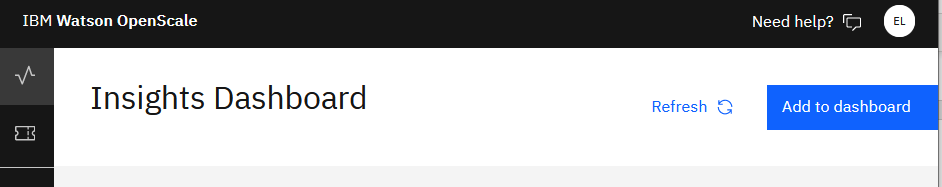 IBM Watson OpenScale
Need help?
EL
Insights Dashboard
Refresh
Add to dashboard